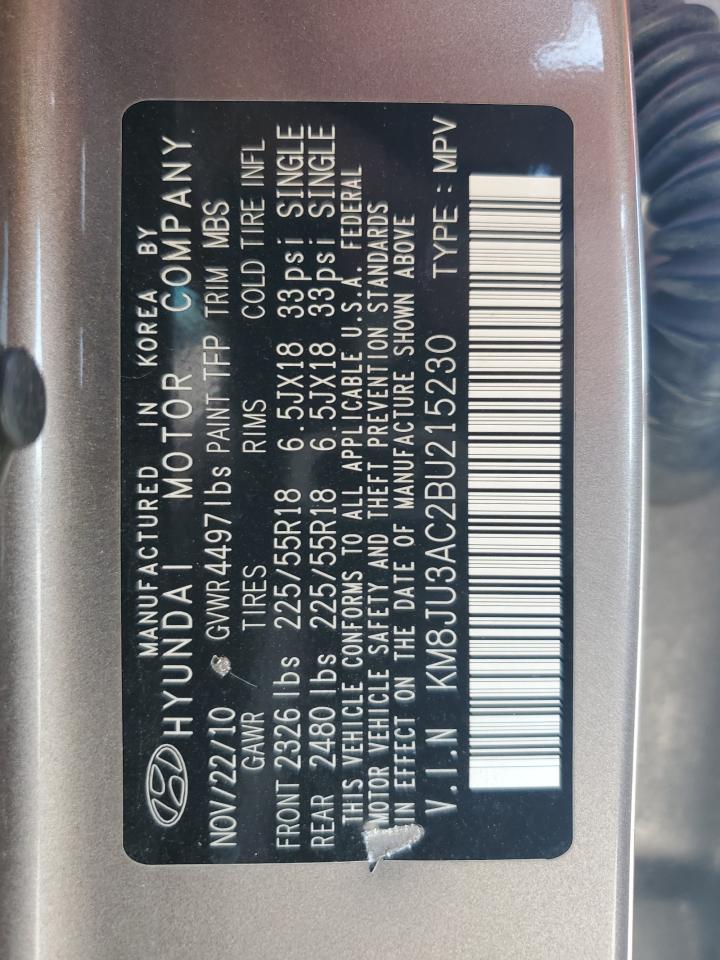 MANUFACTURED IN KOREA BY
HYUNDAI MOTOR COMPANY
NOV/22/10 GVWR 4497 lbs PAINT TFP TRIM MBS
GAWR TIRES RIMS COLD TIRE INFL
FRONT 2326 lbs 225/55R18 6.5JX18 33psi SINGLE
REAR 2480 lbs 225/55R18 6.5JX18 33psi SINGLE
THIS VEHICLE CONFORMS TO ALL APPLICABLE U.S.A. FEDERAL
MOTOR VEHICLE SAFETY AND THEFT PREVENTION STANDARDS
IN EFFECT ON THE DATE OF MANUFACTURE SHOWN ABOVE
V.I.N KM8JU3AC2BU215230 TYPE : MPV